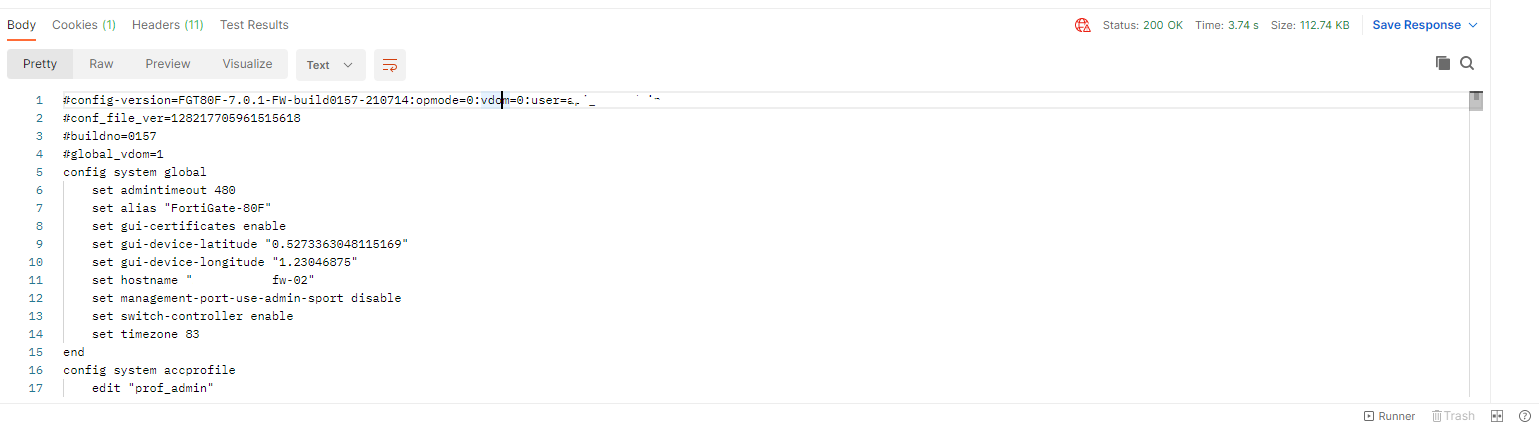 Body Cookies (1) Headers (11) Test Results Status: 200 OK Time: 3.74 s Size: 112.74 KB Save Response
Pretty Raw Preview Visualize Text
1 #config-version=FGT80F-7.0.1-FW-build0157-210714:opmode=0:vdom=0:user=
2 #conf_file_ver=128217705961515618
3 #buildno=0157
4 #global_vdom=1
5 config system global
6 set admintimeout 480
7 set alias "FortiGate-80F"
8 set gui-certificates enable
9 set gui-device-latitude "0.5273363048115169"
10 set gui-device-longitude "1.23046875"
11 set hostname " fw-02"
12 set management-port-use-admin-sport disable
13 set switch-controller enable
14 set timezone 83
15 end
16 config system accprofile
17 edit "prof_admin"
Runner Trash